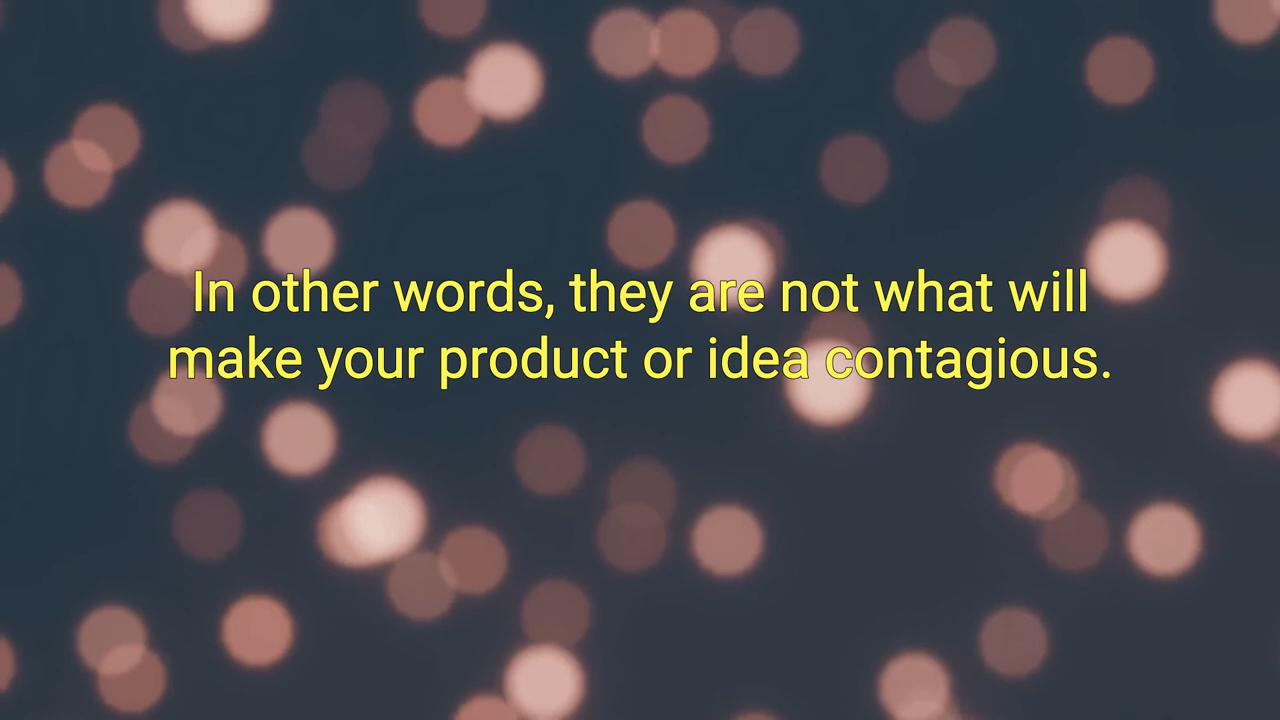 In other words, they are not what will
make your product or idea contagious.